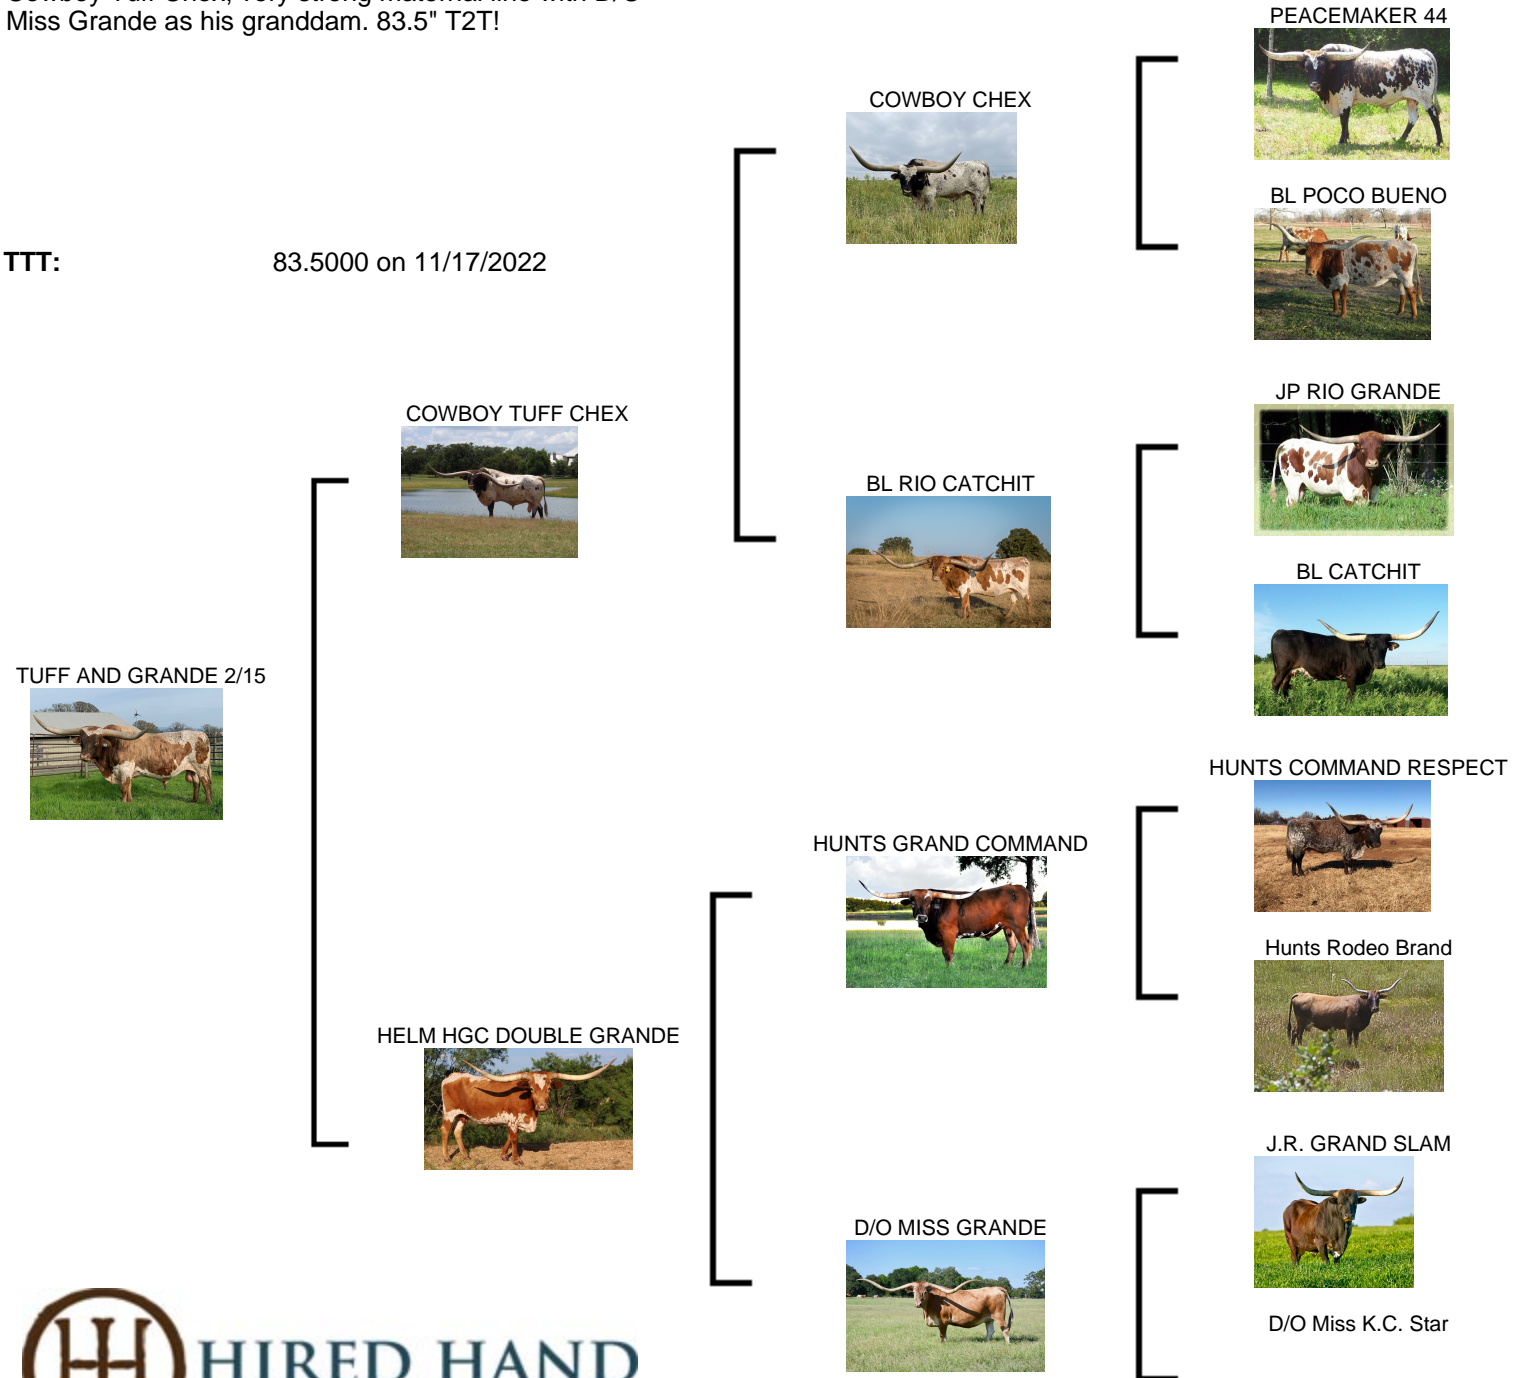 Miss Grande as his granddam. 83.5" T2T!
TTT: 83.5000 on 11/17/2022
PEACEMAKER 44
COWBOY CHEX
BL POCO BUENO
COWBOY TUFF CHEX
JP RIO GRANDE
BL RIO CATCHIT
BL CATCHIT
TUFF AND GRANDE 2/15
HUNTS COMMAND RESPECT
HUNTS GRAND COMMAND
Hunts Rodeo Brand
HELM HGC DOUBLE GRANDE
J.R. GRAND SLAM
D/O MISS GRANDE
D/O Miss K.C. Star
HIRED HAND